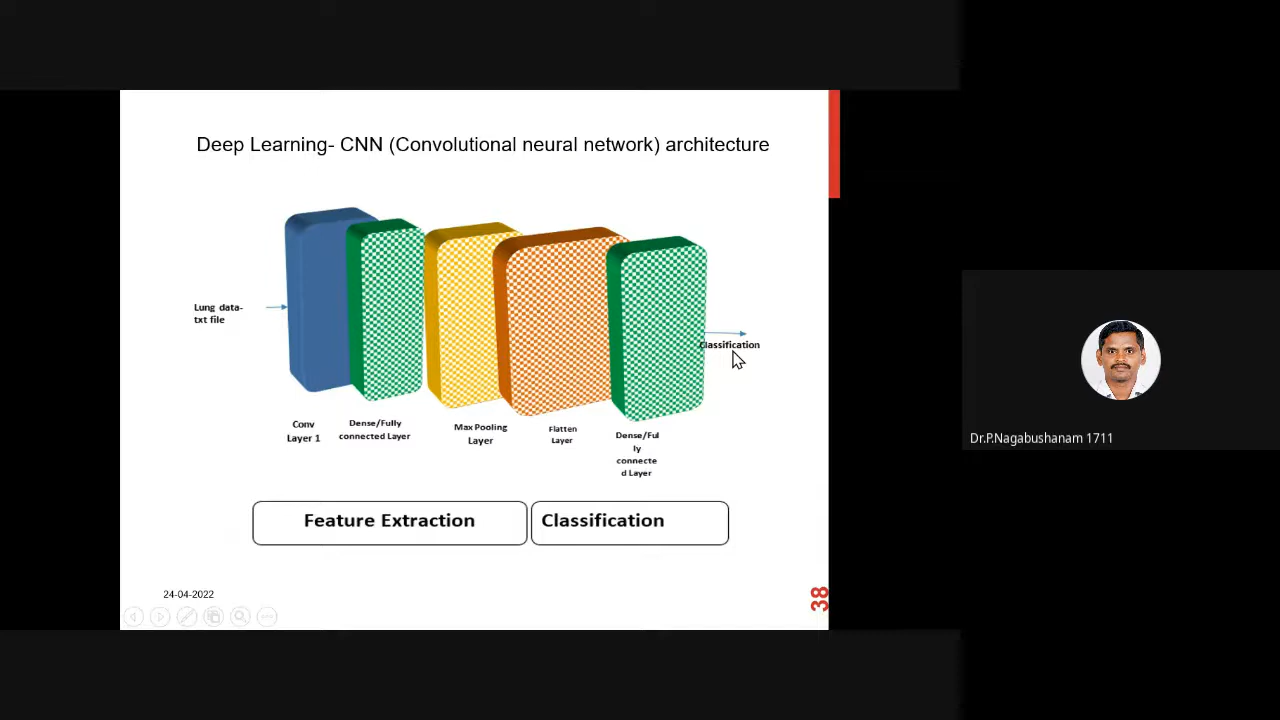 Deep Learning- CNN (Convolutional neural network) architecture
Lung data-
txt file
Classification
Conv
Layer 1
Dense/Fully
connected Layer
Max Pooling
Layer
Flatten
Layer
Dense/Ful
ly
connecte
d Layer
Feature Extraction
Classification
24-04-2022
38
Dr.P.Nagabushanam 1711